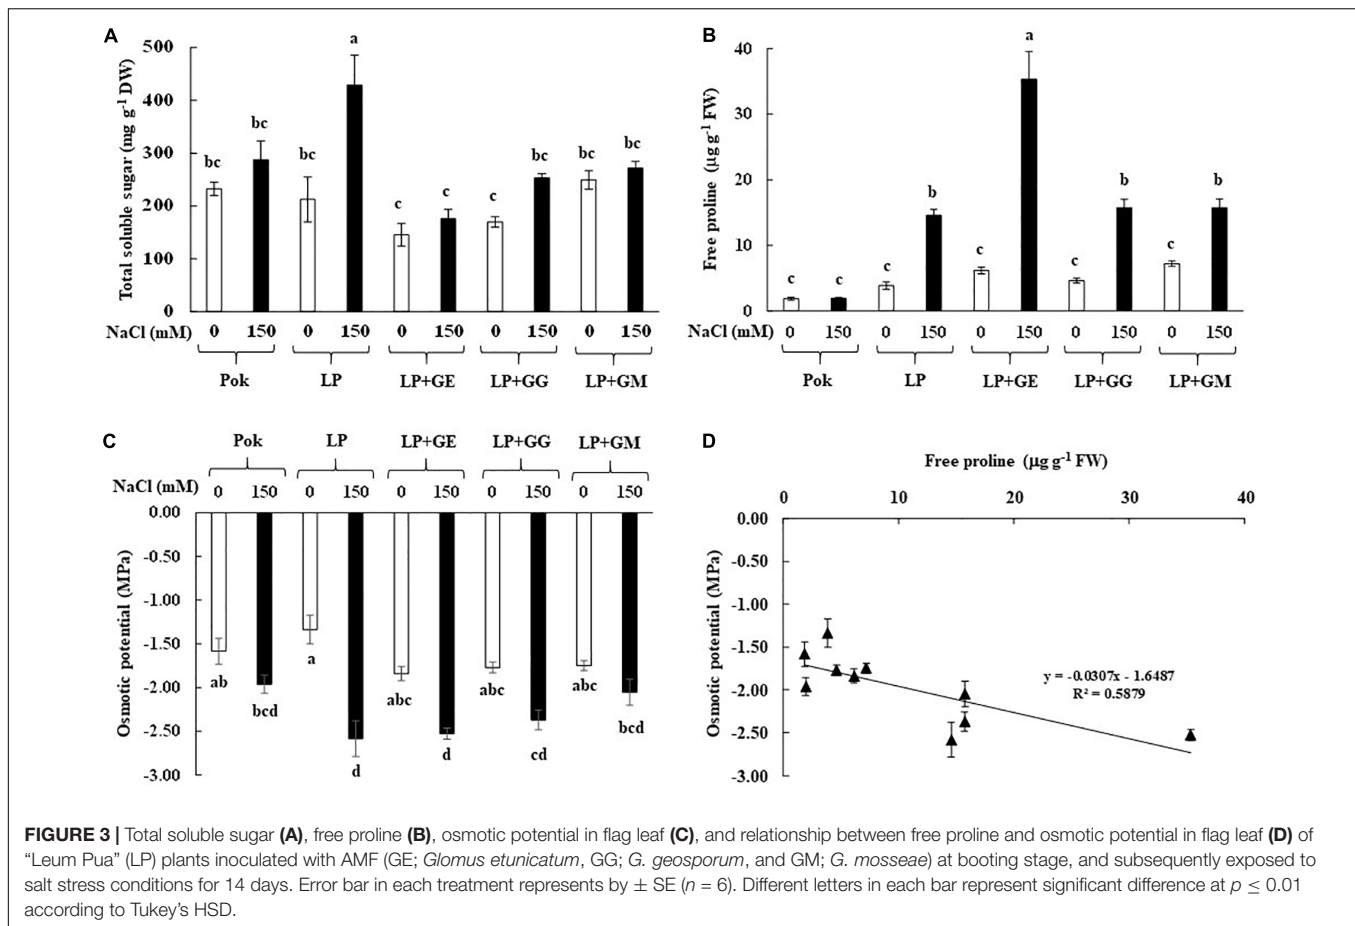 A
Total soluble sugar (mg g-1 DW)
500
400
300
200
100
0
bc
bc
bc
a
c
c
c
bc
bc
bc
NaCl (mM)
0 150 0 150 0 150 0 150 0 150
Pok LP LP+GE LP+GG LP+GM
B
Free proline (µg g-1 FW)
40
30
20
10
0
c
c
c
b
c
a
c
b
c
b
NaCl (mM)
0 150 0 150 0 150 0 150 0 150
Pok LP LP+GE LP+GG LP+GM
C
Pok LP LP+GE LP+GG LP+GM
NaCl (mM) 0 150 0 150 0 150 0 150 0 150
Osmotic potential (MPa)
0.00
-0.50
-1.00
-1.50
-2.00
-2.50
-3.00
ab
bcd
a
d
abc
d
abc
cd
abc
bcd
D
Free proline (µg g-1 FW)
0 10 20 30 40
Osmotic potential (MPa)
0.00
-0.50
-1.00
-1.50
-2.00
-2.50
-3.00
y = -0.0307x - 1.6487
R² = 0.5879
FIGURE 3 | Total soluble sugar (A), free proline (B), osmotic potential in flag leaf (C), and relationship between free proline and osmotic potential in flag leaf (D) of
“Leum Pua” (LP) plants inoculated with AMF (GE; Glomus etunicatum, GG; G. geosporum, and GM; G. mosseae) at booting stage, and subsequently exposed to
salt stress conditions for 14 days. Error bar in each treatment represents by ± SE (n = 6). Different letters in each bar represent significant difference at p ≤ 0.01
according to Tukey’s HSD.